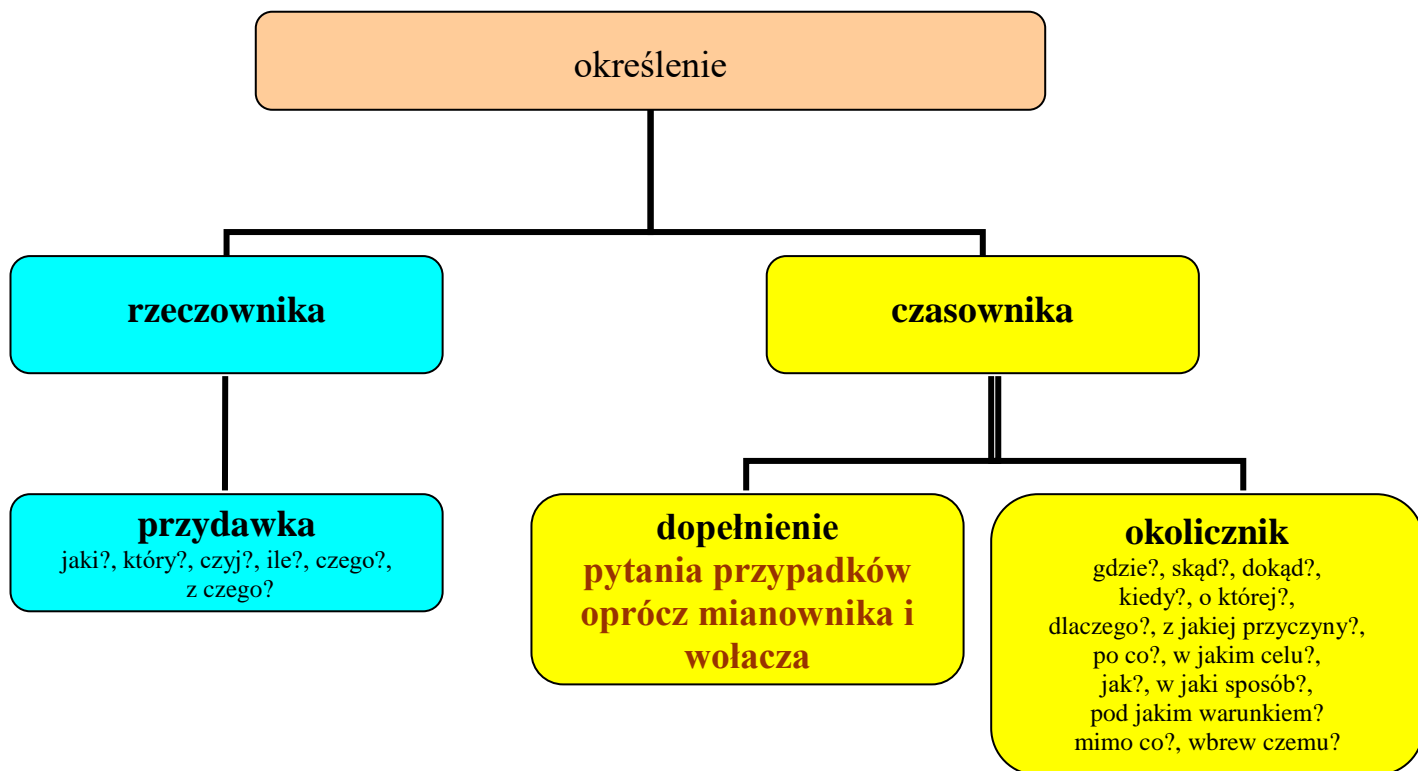 określenie
rzeczownika
czasownika
przydawka
jaki?, który?, czyj?, ile?, czego?,
z czego?
dopełnienie
pytania przypadków
oprócz mianownika i
wołacza
okolicznik
gdzie?, skąd?, dokąd?,
kiedy?, o której?,
dlaczego?, z jakiej przyczyny?,
po co?, w jakim celu?,
jak?, w jaki sposób?,
pod jakim warunkiem?
mimo co?, wbrew czemu?